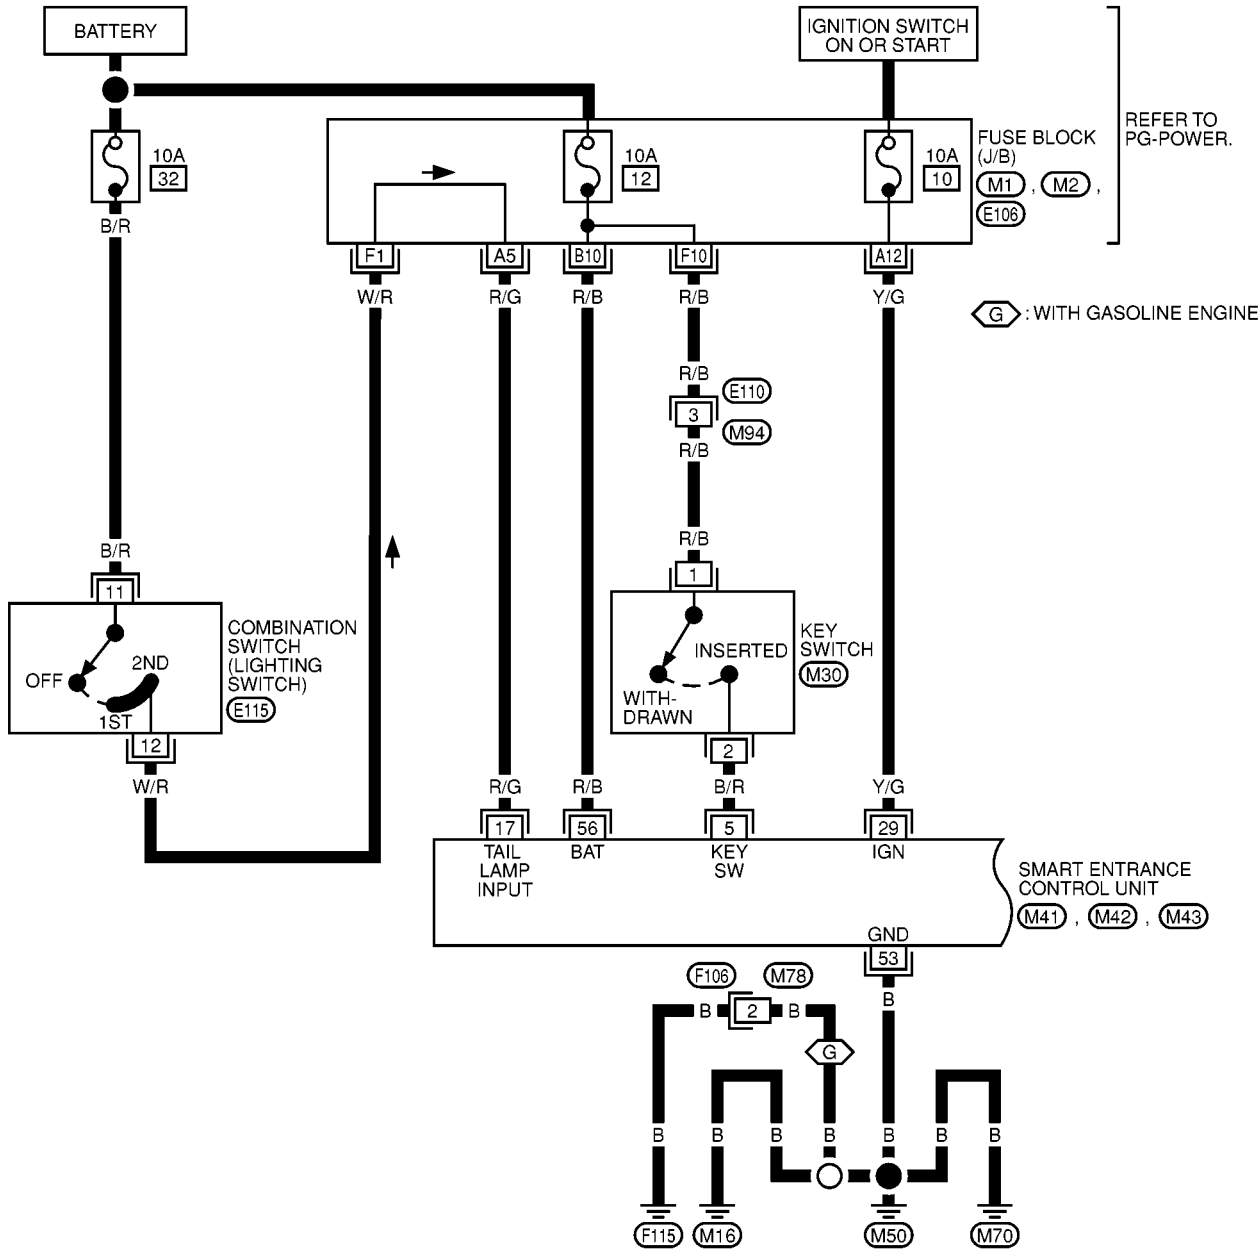 BATTERY
IGNITION SWITCH
ON OR START
REFER TO
PG-POWER.
10A
32
10A
12
10A
10
FUSE BLOCK
(J/B)
M1 , M2 ,
E106
B/R
F1
A5
B10
F10
A12
W/R
R/G
R/B
R/B
Y/G
G : WITH GASOLINE ENGINE
R/B
E110
3
M94
R/B
B/R
R/B
11
1
COMBINATION
SWITCH
(LIGHTING
SWITCH)
E115
OFF
2ND
1ST
KEY
SWITCH
M30
INSERTED
WITH-
DRAWN
12
2
W/R
R/G
R/B
B/R
Y/G
17
56
5
29
TAIL
LAMP
INPUT
BAT
KEY
SW
IGN
SMART ENTRANCE
CONTROL UNIT
M41 , M42 , M43
GND
53
F106
M78
B
2
B
B
G
B
B
B
B
B
B
B
F115
M16
M50
M70